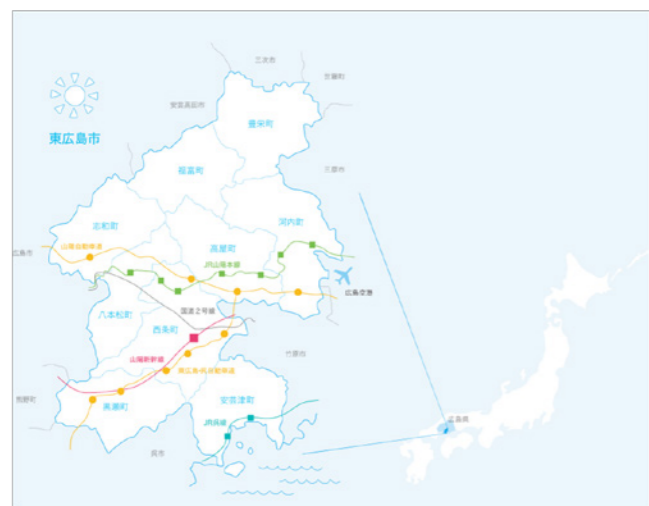 三次市
世羅町
安芸高田市
豊栄町
東広島市
福富町
三原市
志和町
河内町
山陽自動車道
高屋町
広島市
JR山陽本線
広島空港
国道2号線
八本松町
西条町
山陽新幹線
竹原市
東広島・呉自動車道
熊野町
黒瀬町
安芸津町
JR呉線
呉市
広島県